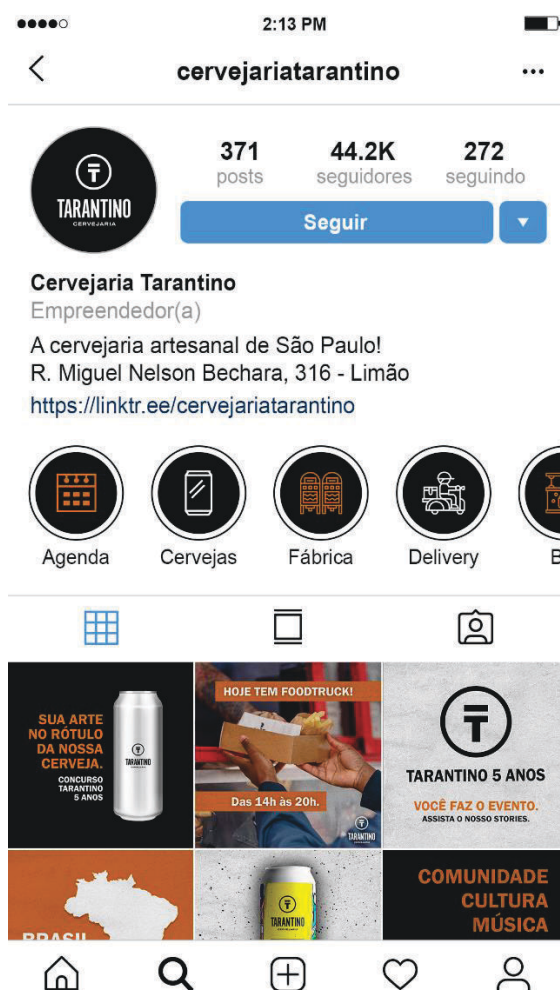 2:13 PM
cervejariatarantino
371
44.2K
272
posts
seguidores
seguindo
TARANTINO
CERVEJARIA
Seguir
Cervejaria Tarantino
Empreendedor(a)
A cervejaria artesanal de São Paulo!
R. Miguel Nelson Bechara, 316 - Limão
https://linktr.ee/cervejariatarantino
Agenda
Cervejas
Fábrica
Delivery
B
SUA ARTE
NO RÓTULO
DA NOSSA
CERVEJA.
CONCURSO
TARANTINO
5 ANOS
TARANTINO
HOJE TEM FOODTRUCK!
Das 14h às 20h.
TARANTINO
TARANTINO 5 ANOS
VOCÊ FAZ O EVENTO.
ASSISTA O NOSSO STORIES.
BRASIL
TARANTINO
COMUNIDADE
CULTURA
MÚSICA